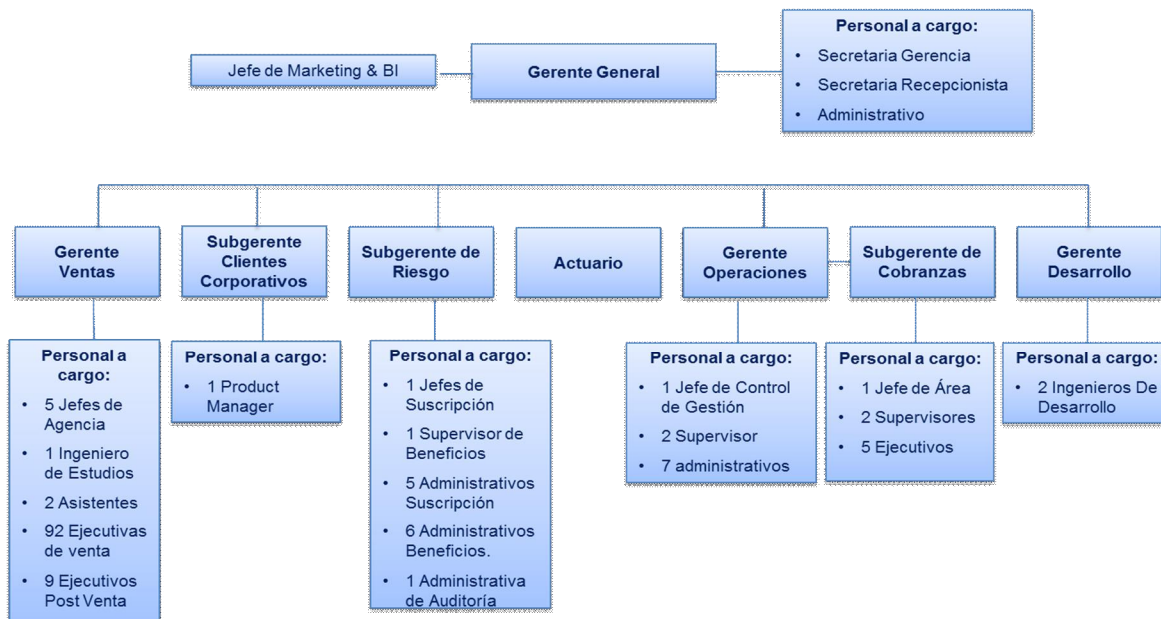 Jefe de Marketing & BI
Gerente General
Personal a cargo:
• Secretaria Gerencia
• Secretaria Recepcionista
• Administrativo
Gerente
Ventas
Subgerente
Clientes
Corporativos
Subgerente de
Riesgo
Actuario
Gerente
Operaciones
Subgerente de
Cobranzas
Gerente
Desarrollo
Personal a
cargo:
• 5 Jefes de
Agencia
• 1 Ingeniero
de Estudios
• 2 Asistentes
• 92 Ejecutivas
de venta
• 9 Ejecutivos
Post Venta
Personal a cargo:
• 1 Product
Manager
Personal a cargo:
• 1 Jefes de
Suscripción
• 1 Supervisor de
Beneficios
• 5 Administrativos
Suscripción
• 6 Administrativos
Beneficios.
• 1 Administrativa
de Auditoría
Personal a cargo:
• 1 Jefe de Control
de Gestión
• 2 Supervisor
• 7 administrativos
Personal a cargo:
• 1 Jefe de Área
• 2 Supervisores
• 5 Ejecutivos
Personal a cargo:
• 2 Ingenieros De
Desarrollo